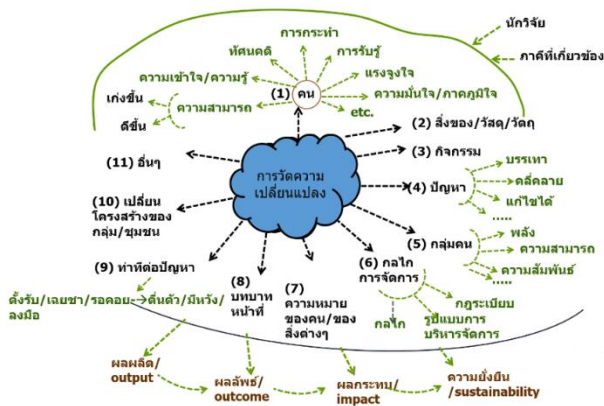 นักวิจัย
ภาคีที่เกี่ยวข้อง
การกระทำ
ทัศนคติ
การรับรู้
ความเข้าใจ/ความรู้
แรงจูงใจ
(1)
คน
เก่งขึ้น
ความสามารถ
ความมั่นใจ/ภาคภูมิใจ
ดีขึ้น
etc.
(2) สิ่งของ/วัสดุ/วัตถุ
(3) กิจกรรม
(11) อื่นๆ
การวัดความ
เปลี่ยนแปลง
(4) ปัญหา
บรรเทา
คลี่คลาย
แก้ไขได้
.....
(10) เปลี่ยน
โครงสร้างของ
กลุ่ม/ชุมชน
(5) กลุ่มคน
พลัง
ความสามารถ
ความสัมพันธ์
.....
(9) ท่าทีต่อปัญหา
ตั้งรับ/เฉยชา/รอคอย→ตื่นตัว/มีหวัง/
ลงมือ
(8)
บทบาท
หน้าที่
(7)
ความหมาย
ของคน/ของ
สิ่งต่างๆ
(6) กลไก
การจัดการ
กลไก
กฎระเบียบ
รูปแบบการ
บริหารจัดการ
ผลผลิต/
output
ผลลัพธ์/
outcome
ผลกระทบ/
impact
ความยั่งยืน
/sustainability